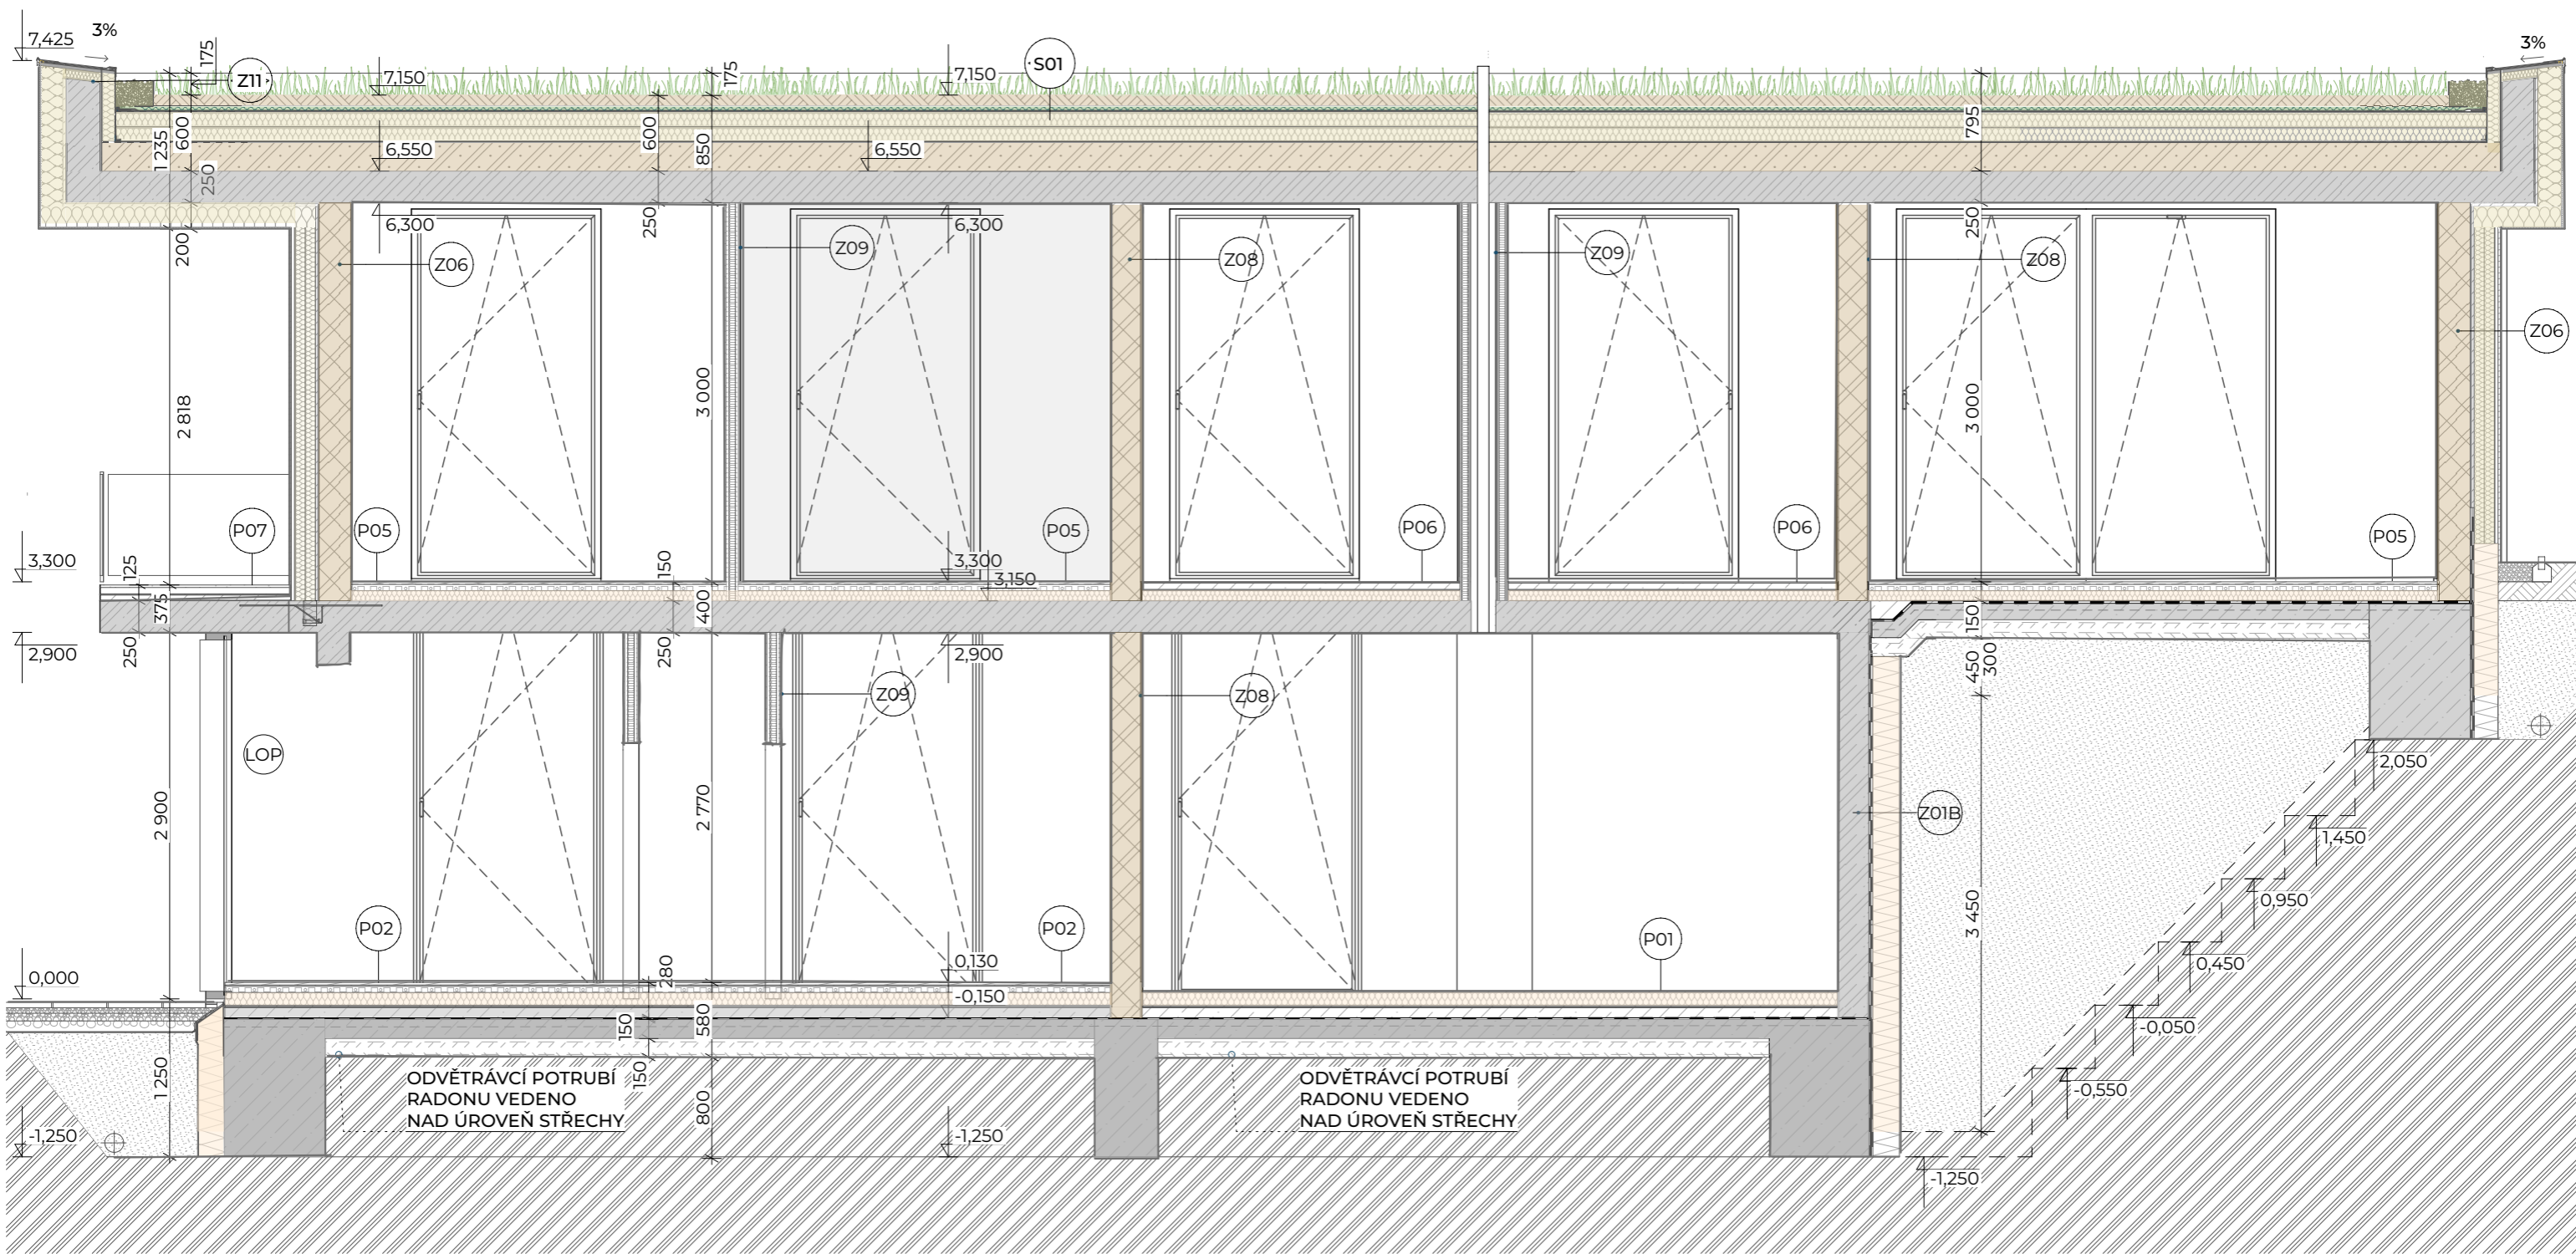 7,425
3%
175
Z11
7,150
175
7,150
S01
3%
1 235
600
250
6,550
600
850
6,550
795
200
6,300
250
6,300
250
Z06
Z09
Z08
Z09
Z08
Z06
2 818
3 000
3 000
P07
P05
P05
P06
P06
P05
3,300
125
150
3,300
3,150
375
400
150
2,900
250
250
2,900
450
300
Z09
Z08
LOP
2,050
2 900
2 770
Z01B
1,450
0,950
3 450
P02
P02
P01
0,450
0,000
280
0,130
-0,150
150
580
-0,050
1 250
150
800
-0,550
ODVĚTRÁVCÍ POTRUBÍ
RADONU VEDENO
NAD ÚROVEŇ STŘECHY
ODVĚTRÁVCÍ POTRUBÍ
RADONU VEDENO
NAD ÚROVEŇ STŘECHY
-1,250
-1,250
-1,250